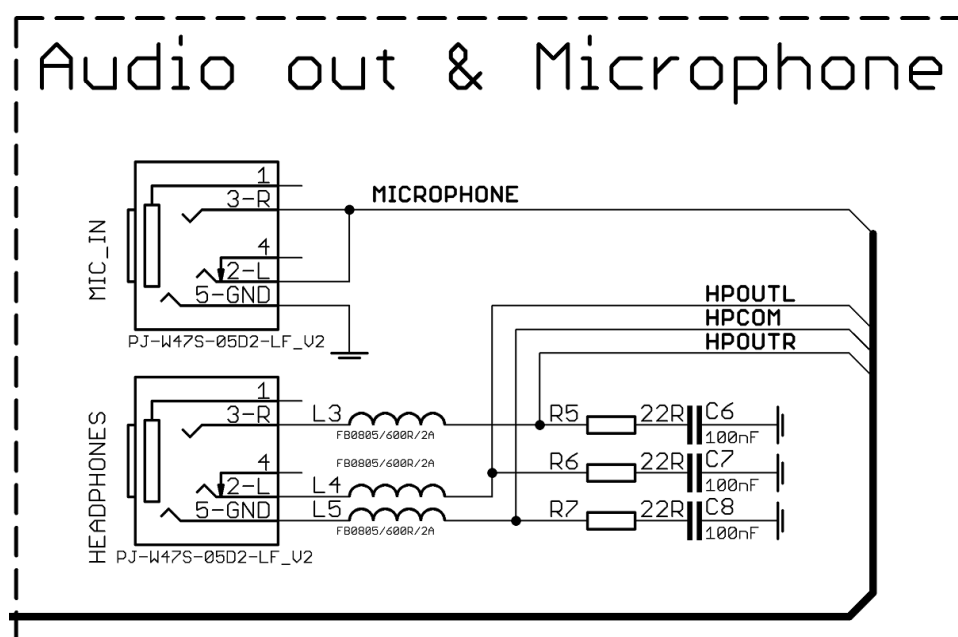 Audio out & Microphone
1
3-R
MICROPHONE
4
2-L
5-GND
MIC_IN
PJ-W47S-05D2-LF_V2
HPOUTL
HPCOM
HPOUTR
1
3-R
L3
R5
22R
C6
FB0805/600R/2A
100nF
4
FB0805/600R/2A
R6
22R
C7
100nF
2-L
L4
5-GND
L5
R7
22R
C8
FB0805/600R/2A
100nF
HEADPHONES
PJ-W47S-05D2-LF_V2